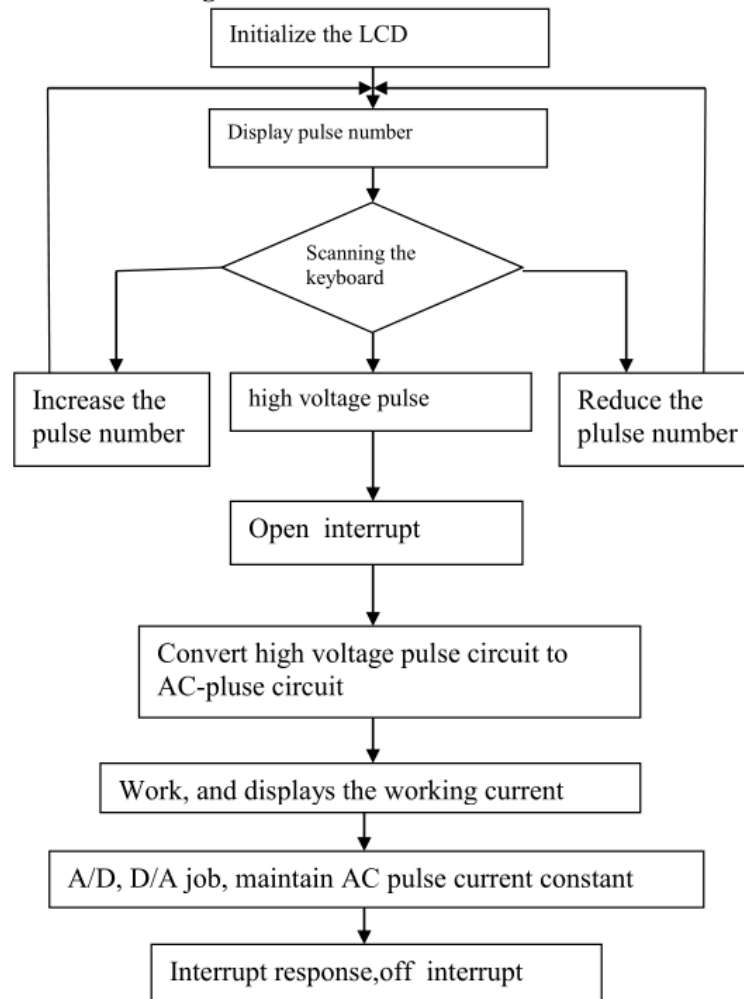 Initialize the LCD
Display pulse number
Scanning the
keyboard
Increase the
pulse number
high voltage pulse
Reduce the
plulse number
Open interrupt
Convert high voltage pulse circuit to
AC-pluse circuit
Work, and displays the working current
A/D, D/A job, maintain AC pulse current constant
Interrupt response,off interrupt